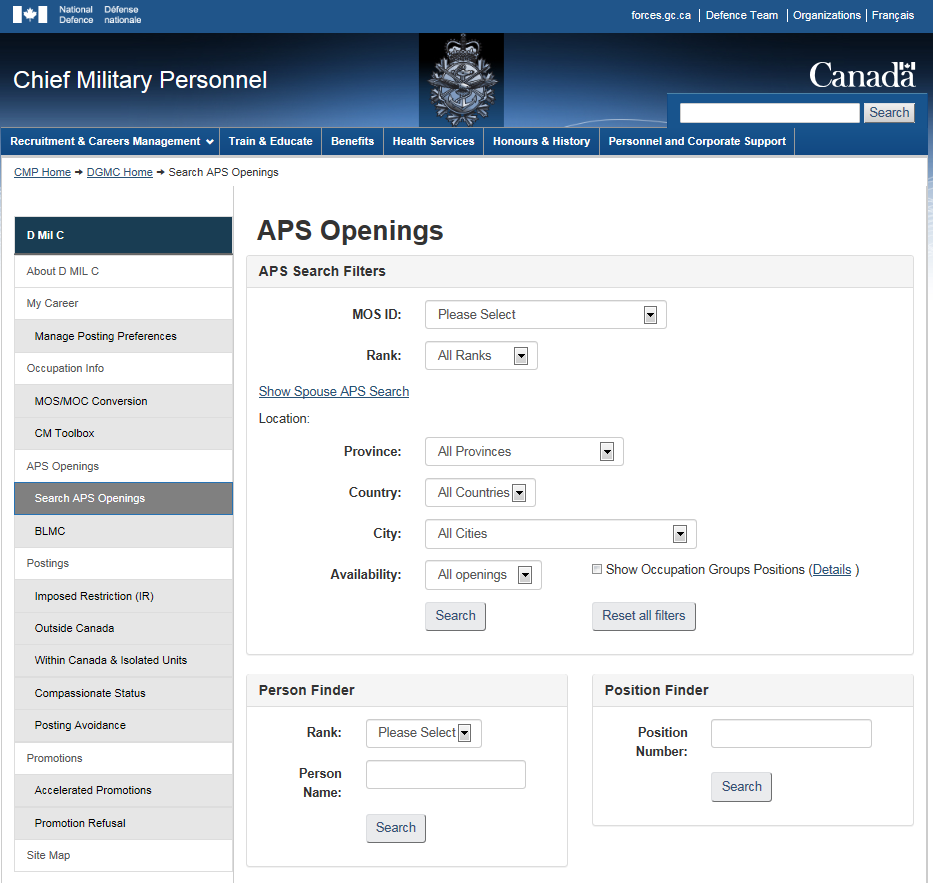 National Défense
Defence nationale
forces.gc.ca Defence Team Organizations Français
Chief Military Personnel
Canada
Search
Recruitment & Careers Management Train & Educate Benefits Health Services Honours & History Personnel and Corporate Support
CMP Home → DGMC Home → Search APS Openings
D Mil C
About D MIL C
My Career
Manage Posting Preferences
Occupation Info
MOS/MOC Conversion
CM Toolbox
APS Openings
Search APS Openings
BLMC
Postings
Imposed Restriction (IR)
Outside Canada
Within Canada & Isolated Units
Compassionate Status
Posting Avoidance
Promotions
Accelerated Promotions
Promotion Refusal
Site Map
APS Openings
APS Search Filters
MOS ID: Please Select
Rank: All Ranks
Show Spouse APS Search
Location:
Province: All Provinces
Country: All Countries
City: All Cities
Availability: All openings Show Occupation Groups Positions (Details )
Search Reset all filters
Person Finder
Rank: Please Select
Person
Name:
Search
Position Finder
Position
Number:
Search